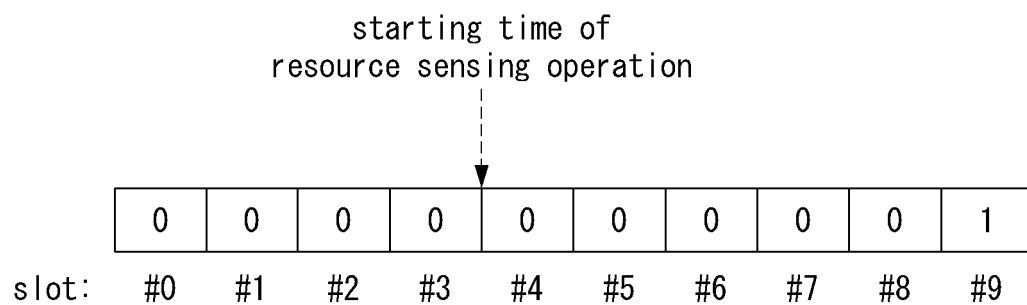 starting time of
resource sensing operation
0 0 0 0 0 0 0 0 0 1
slot: #0 #1 #2 #3 #4 #5 #6 #7 #8 #9